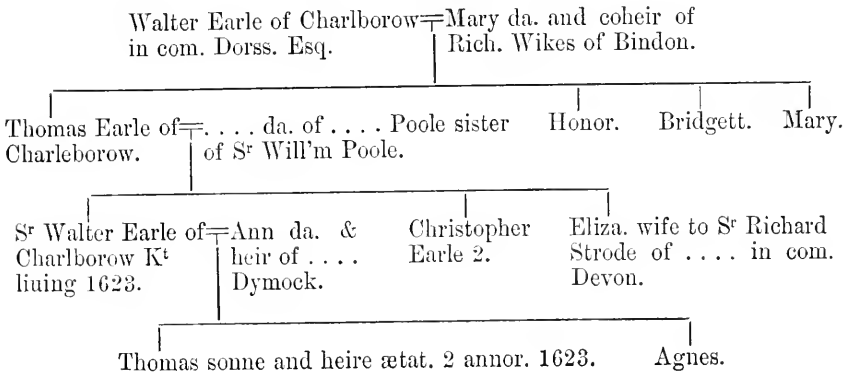 Walter Earle of Charlborow=Mary da. and coheir of
in com. Dorss. Esq. Rich. Wikes of Bindon.
Thomas Earle of=. . . . da. of . . . . Poole sister Honor. Bridgett. Mary.
Charleborow. of Sʳ Will'm Poole.
Sʳ Walter Earle of=Ann da. & Christopher Eliza. wife to Sʳ Richard
Charlborow Kᵗ heir of . . . . Earle 2. Strode of . . . . in com.
liuing 1623. Dymock. Devon.
Thomas sonne and heire ætat. 2 annor. 1623. Agnes.